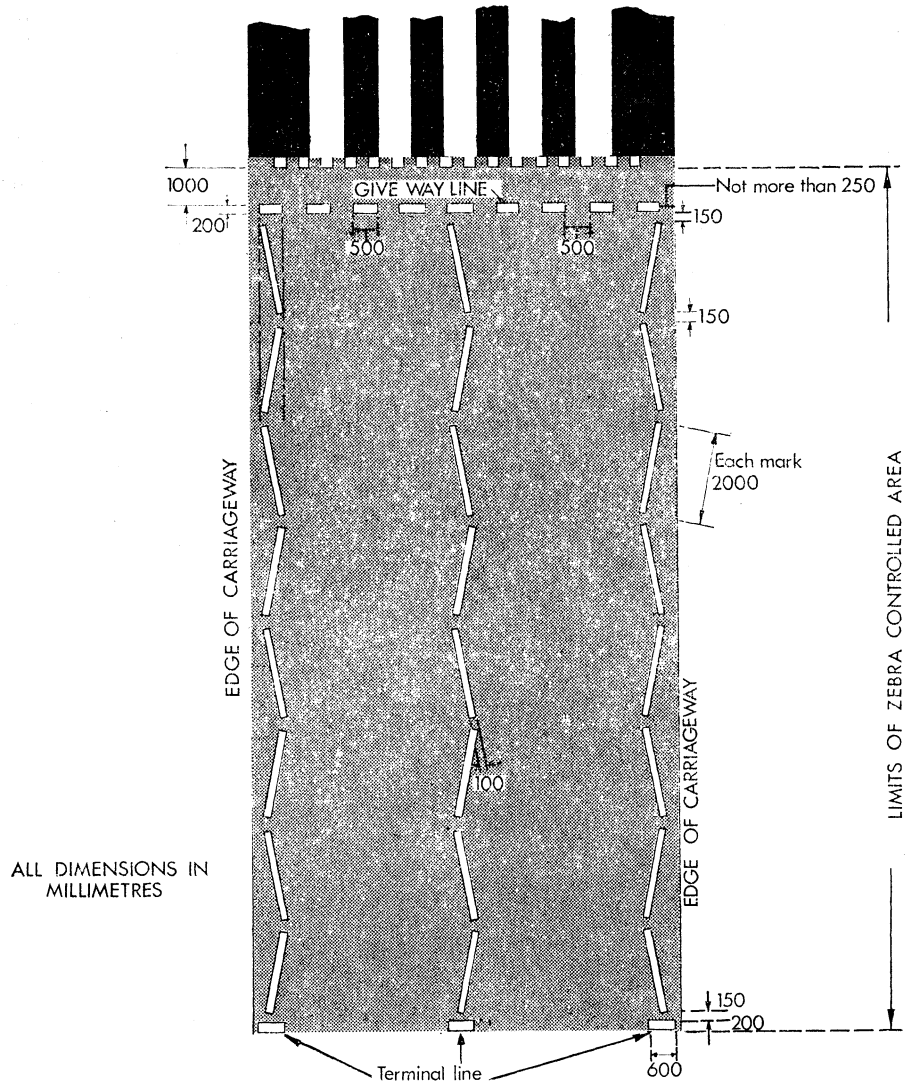 1000
GIVE WAY LINE
Not more than 250
200
150
500
500
150
Each mark
2000
EDGE OF CARRIAGEWAY
LIMITS OF ZEBRA CONTROLLED AREA
EDGE OF CARRIAGEWAY
100
ALL DIMENSIONS IN
MILLIMETRES
150
200
600
Terminal line